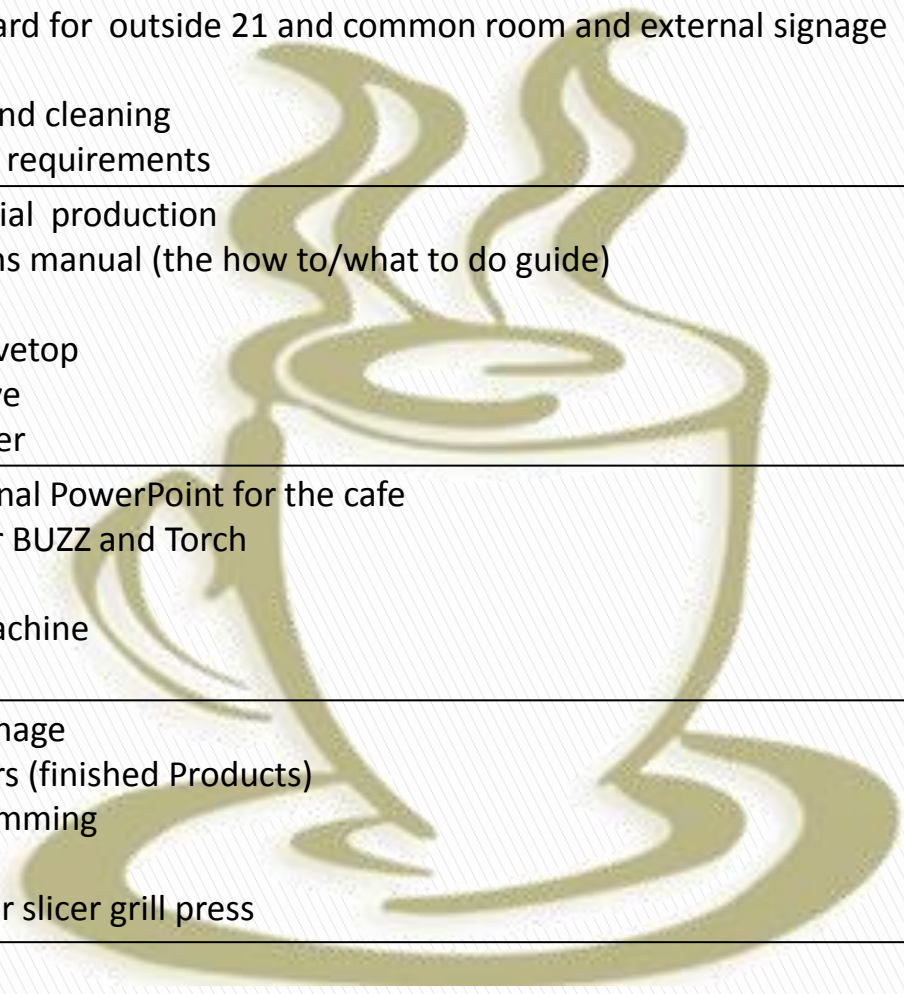 ard for outside 21 and common room and external signage
nd cleaning
requirements
ial production
ns manual (the how to/what to do guide)
vetop
ve
er
nal PowerPoint for the cafe
r BUZZ and Torch
achine
nage
rs (finished Products)
mming
r slicer grill press